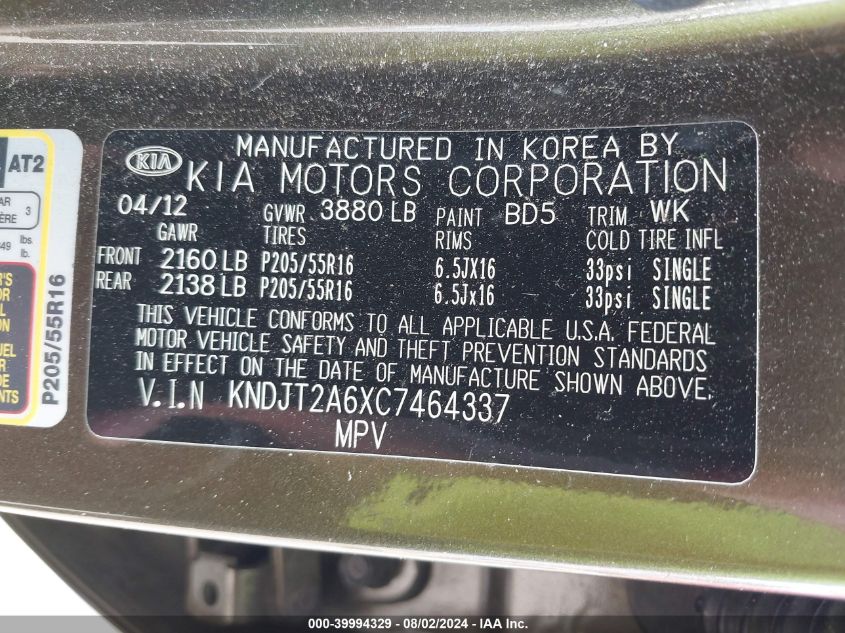 MANUFACTURED IN KOREA BY
KIA KIA MOTORS CORPORATION
04/12 GVWR 3880 LB PAINT BD5 TRIM WK
GAWR TIRES RIMS COLD TIRE INFL
FRONT 2160 LB P205/55R16 6.5JX16 33psi SINGLE
REAR 2138 LB P205/55R16 6.5Jx16 33psi SINGLE
THIS VEHICLE CONFORMS TO ALL APPLICABLE U.S.A. FEDERAL
MOTOR VEHICLE SAFETY AND THEFT PREVENTION STANDARDS
IN EFFECT ON THE DATE OF MANUFACTURE SHOWN ABOVE.
V.I.N KNDJT2A6XC7464337
MPV
AT2
3
lbs.
lb.
P205/55R16
000-39994329 - 08/02/2024 - IAA Inc.